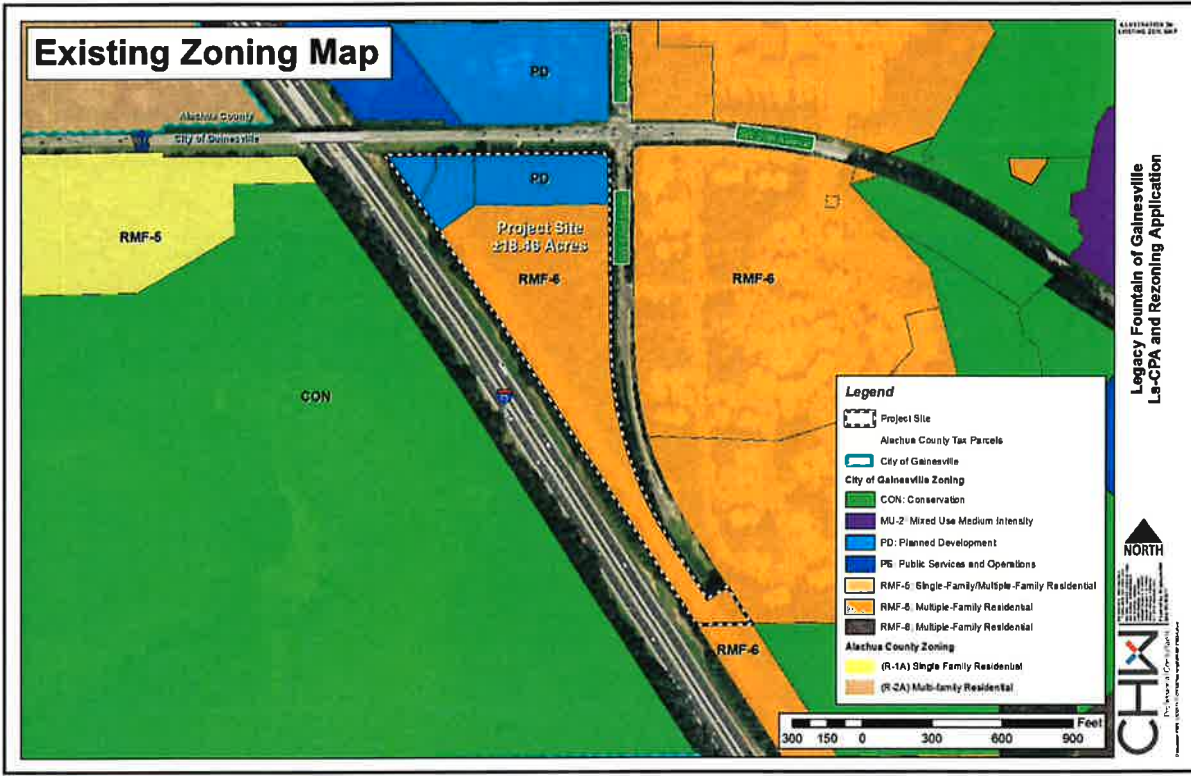 Existing Zoning Map
PD
Alachua County
City of Gainesville
PD
RMF-5
Project Site
±18.46 Acres
RMF-6
RMF-6
CON
RMF-6
Legend
Project Site
Alachua County Tax Parcels
City of Gainesville
City of Gainesville Zoning
CON: Conservation
MU-2: Mixed Use Medium Intensity
PD: Planned Development
PS: Public Services and Operations
RMF-5: Single-Family/Multiple-Family Residential
RMF-6: Multiple-Family Residential
RMF-8: Multiple-Family Residential
Alachua County Zoning
(R-1A) Single Family Residential
(R-2A) Multi-family Residential
Feet
300 150 0 300 600 900
Legacy Fountain of Gainesville
Ls-CPA and Rezoning Application
NORTH
CHW
Professional Consultants